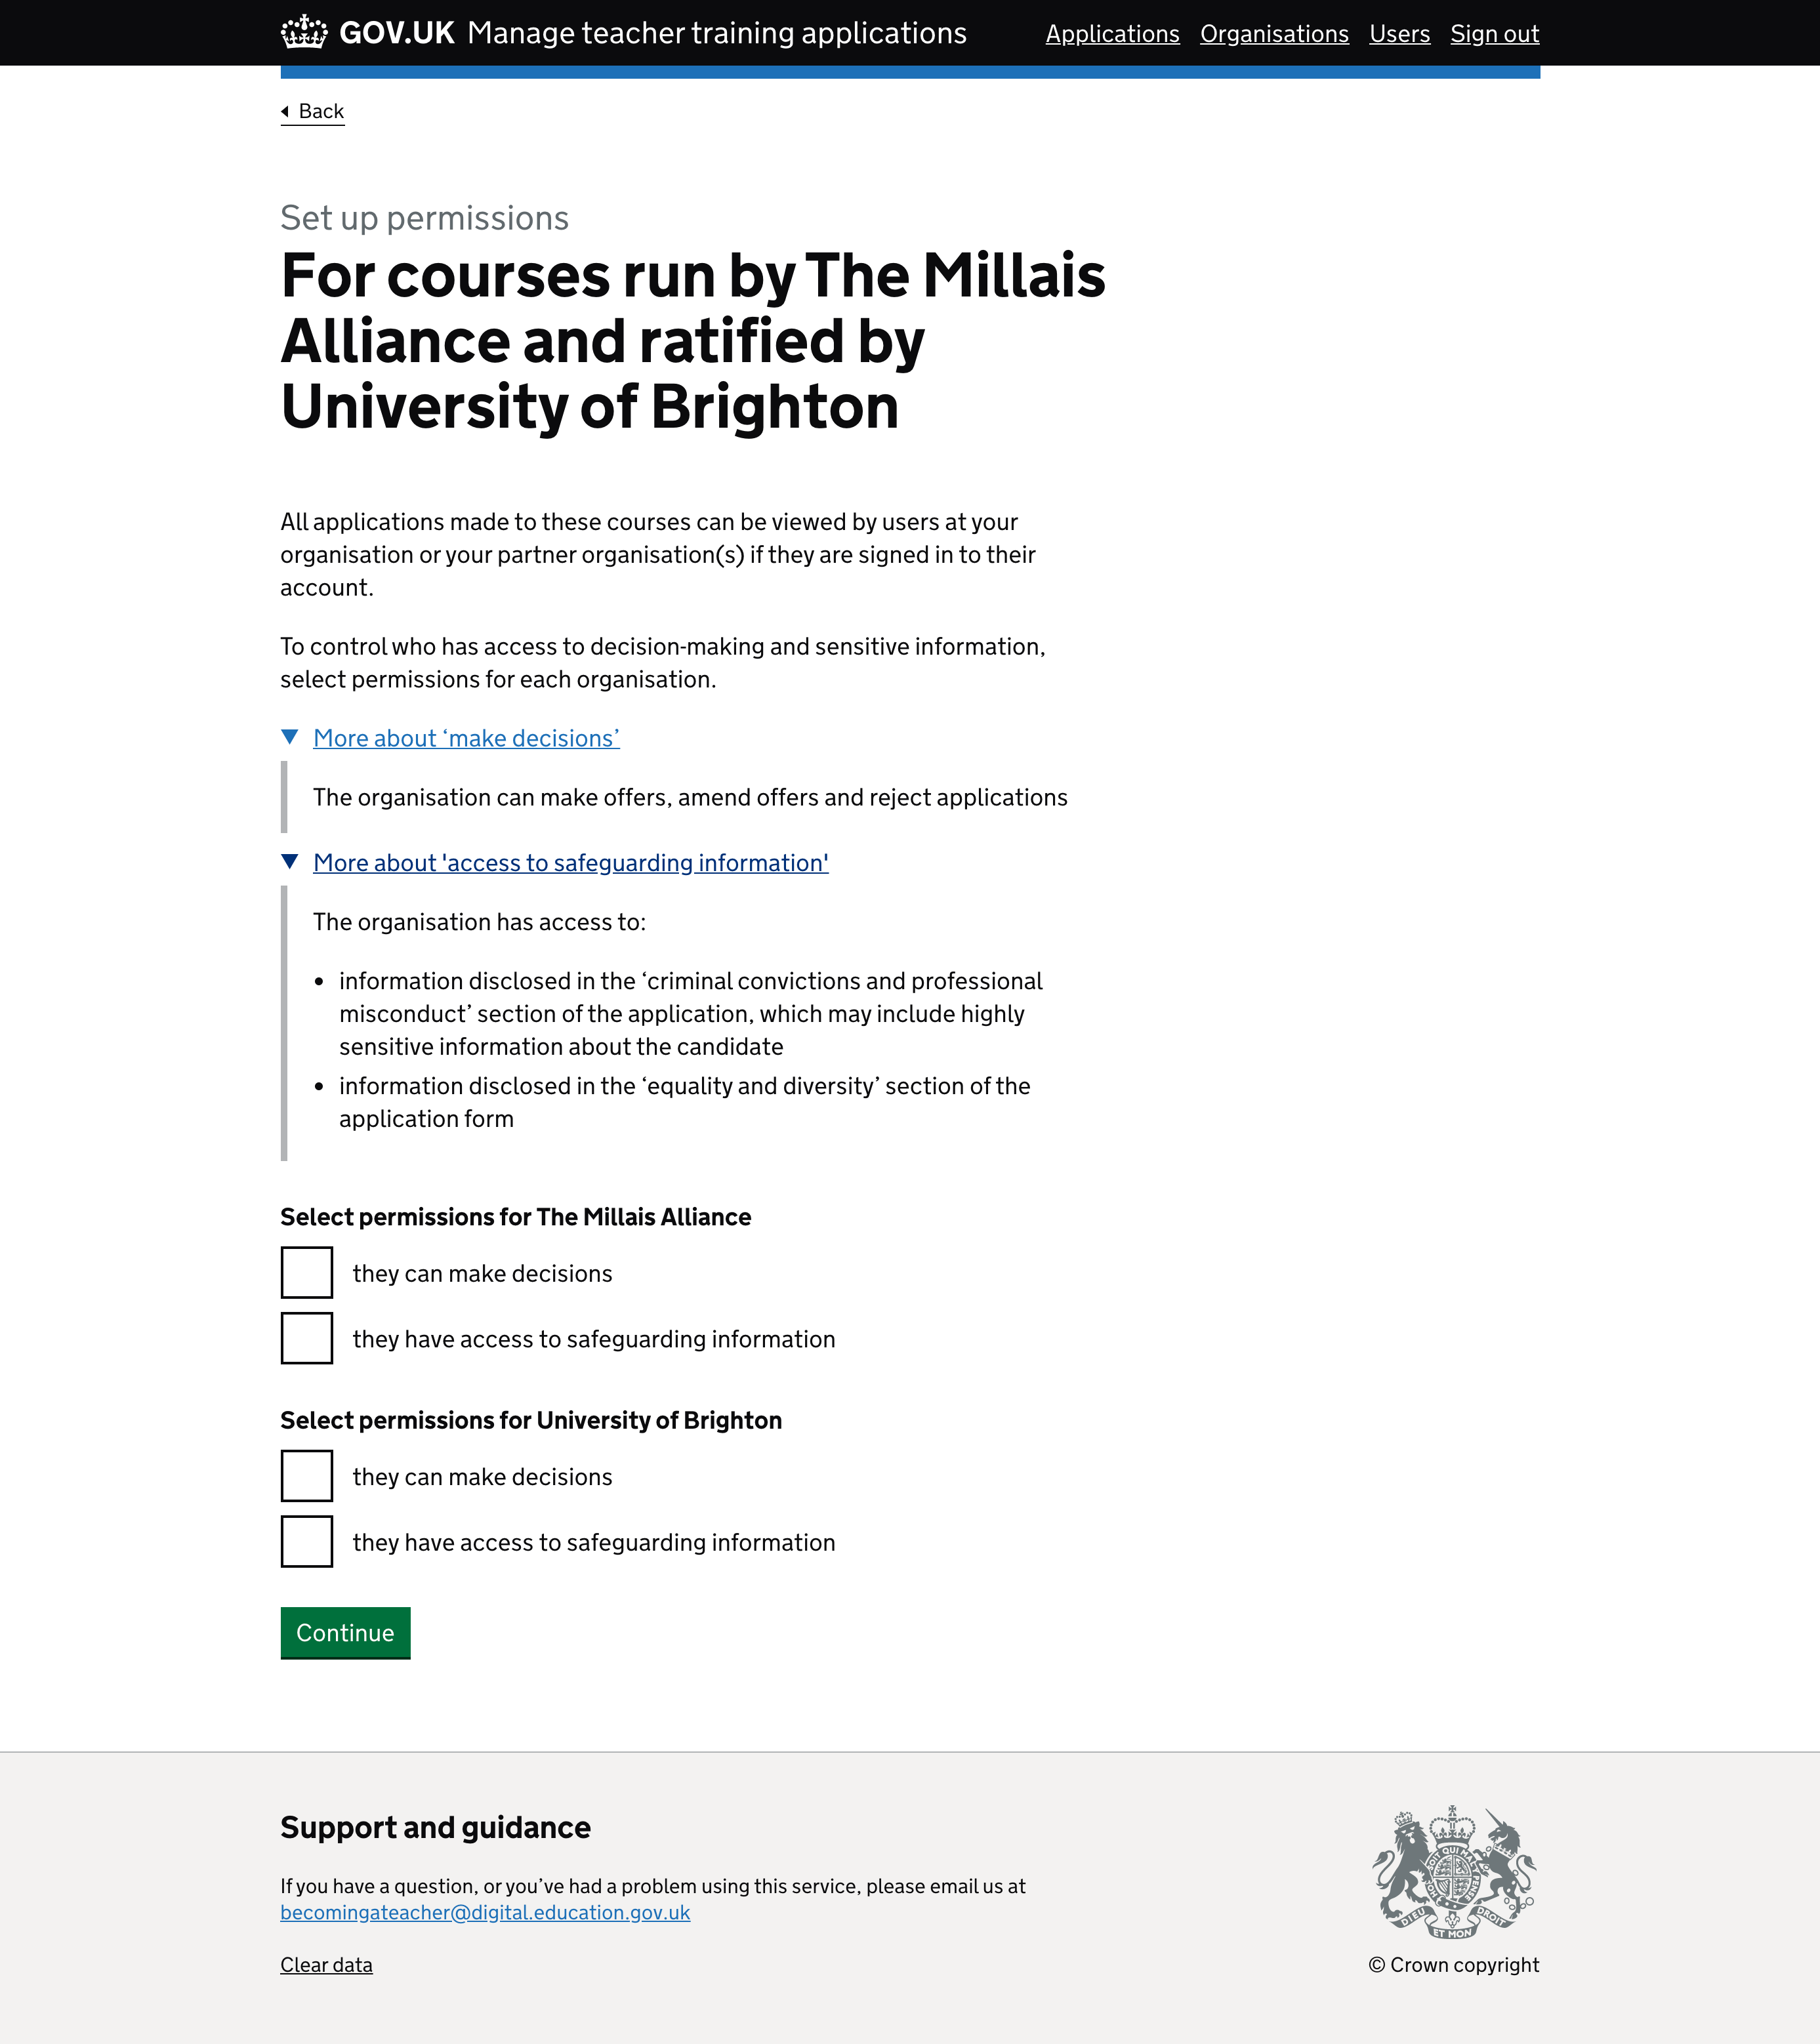 GOV.UK Manage teacher training applications Applications Organisations Users Sign out
Back
Set up permissions
For courses run by The Millais
Alliance and ratified by
University of Brighton
All applications made to these courses can be viewed by users at your
organisation or your partner organisation(s) if they are signed in to their
account.
To control who has access to decision-making and sensitive information,
select permissions for each organisation.
More about ‘make decisions’
The organisation can make offers, amend offers and reject applications
More about 'access to safeguarding information'
The organisation has access to:
• information disclosed in the ‘criminal convictions and professional
misconduct’ section of the application, which may include highly
sensitive information about the candidate
• information disclosed in the ‘equality and diversity’ section of the
application form
Select permissions for The Millais Alliance
they can make decisions
they have access to safeguarding information
Select permissions for University of Brighton
they can make decisions
they have access to safeguarding information
Continue
Support and guidance
If you have a question, or you’ve had a problem using this service, please email us at
becomingateacher@digital.education.gov.uk
Clear data
DIEU ET MON DROIT
© Crown copyright